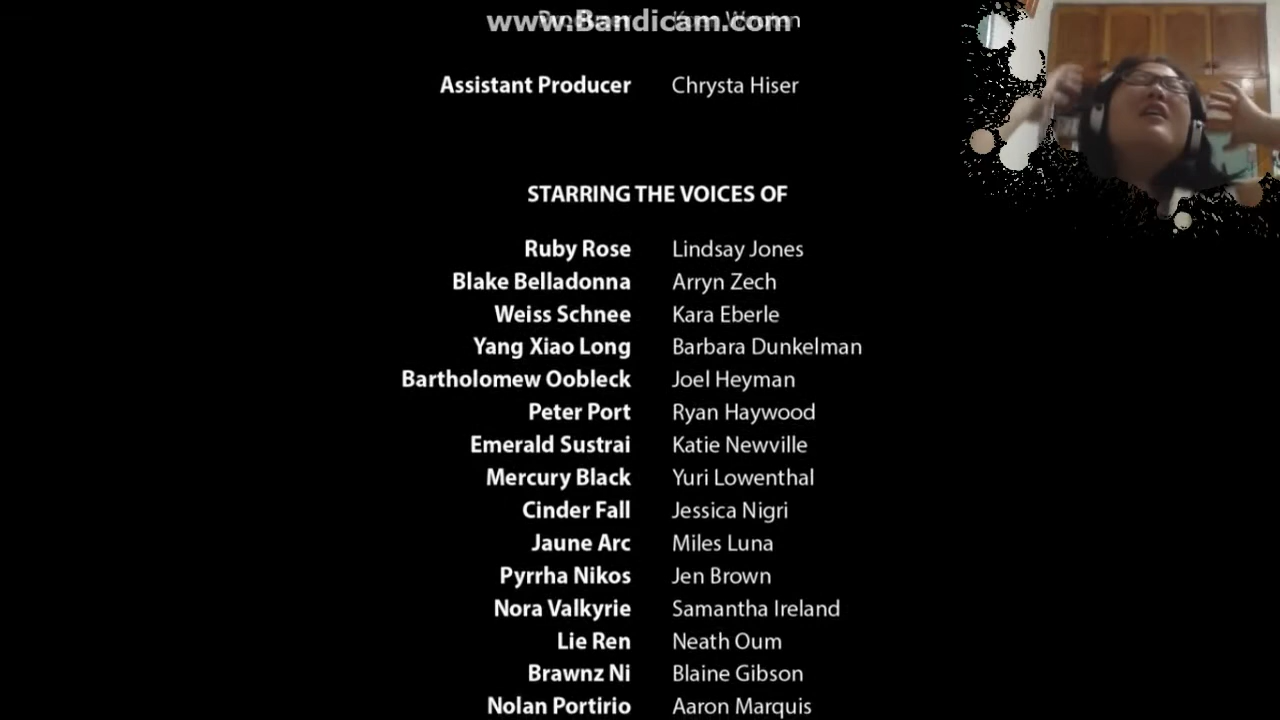 www.Bandicam.com
Assistant Producer Chrysta Hiser
STARRING THE VOICES OF
Ruby Rose Lindsay Jones
Blake Belladonna Arryn Zech
Weiss Schnee Kara Eberle
Yang Xiao Long Barbara Dunkelman
Bartholomew Oobleck Joel Heyman
Peter Port Ryan Haywood
Emerald Sustrai Katie Newville
Mercury Black Yuri Lowenthal
Cinder Fall Jessica Nigri
Jaune Arc Miles Luna
Pyrrha Nikos Jen Brown
Nora Valkyrie Samantha Ireland
Lie Ren Neath Oum
Brawnz Ni Blaine Gibson
Nolan Portirio Aaron Marquis